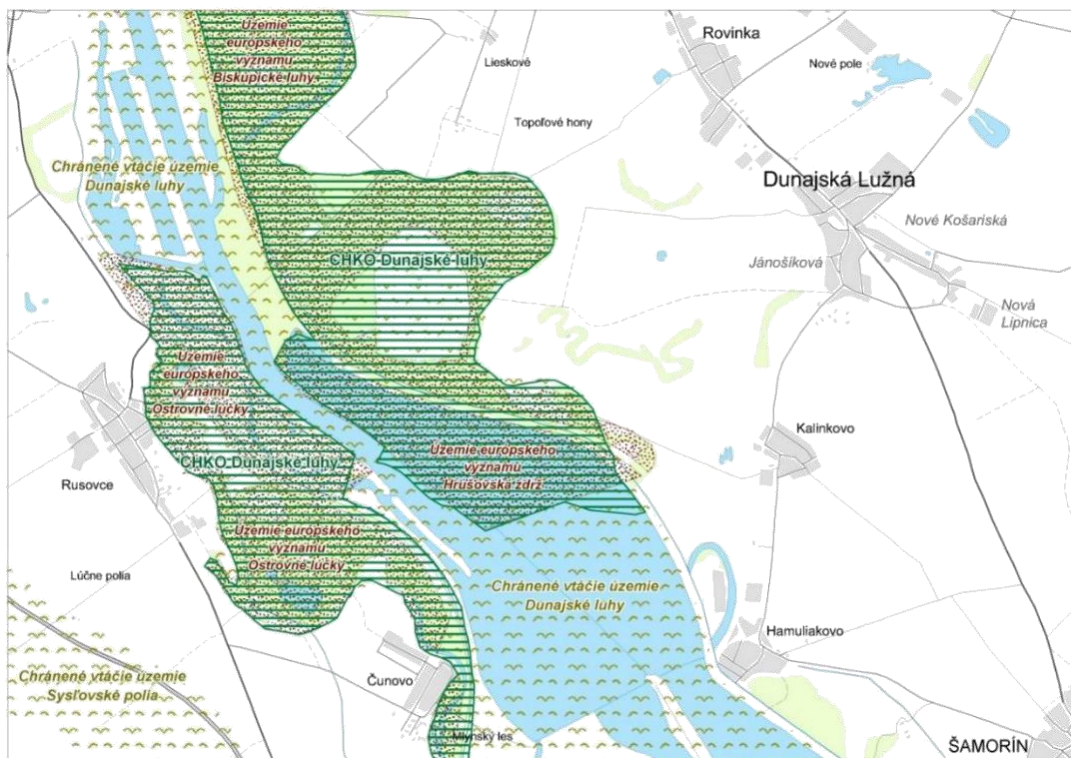 Územie
európskeho
významu
Biskupické luhy
Lieskové
Rovinka
Nové pole
Topoľové hony
Chránené vtáčie územie
Dunajské luhy
Dunajská Lužná
Nové Košariská
CHKO Dunajské luhy
Jánošíková
Nová
Lipnica
Územie
európskeho
významu
Ostrovné lúčky
Kalinkovo
CHKO Dunajské luhy
Územie európskeho
významu
Hrušovská zdrž
Rusovce
Územie európskeho
významu
Ostrovné lúčky
Lúčne polia
Chránené vtáčie územie
Dunajské luhy
Hamuliakovo
Chránené vtáčie územie
Sysľovské polia
Čunovo
Mlynský les
ŠAMORÍN